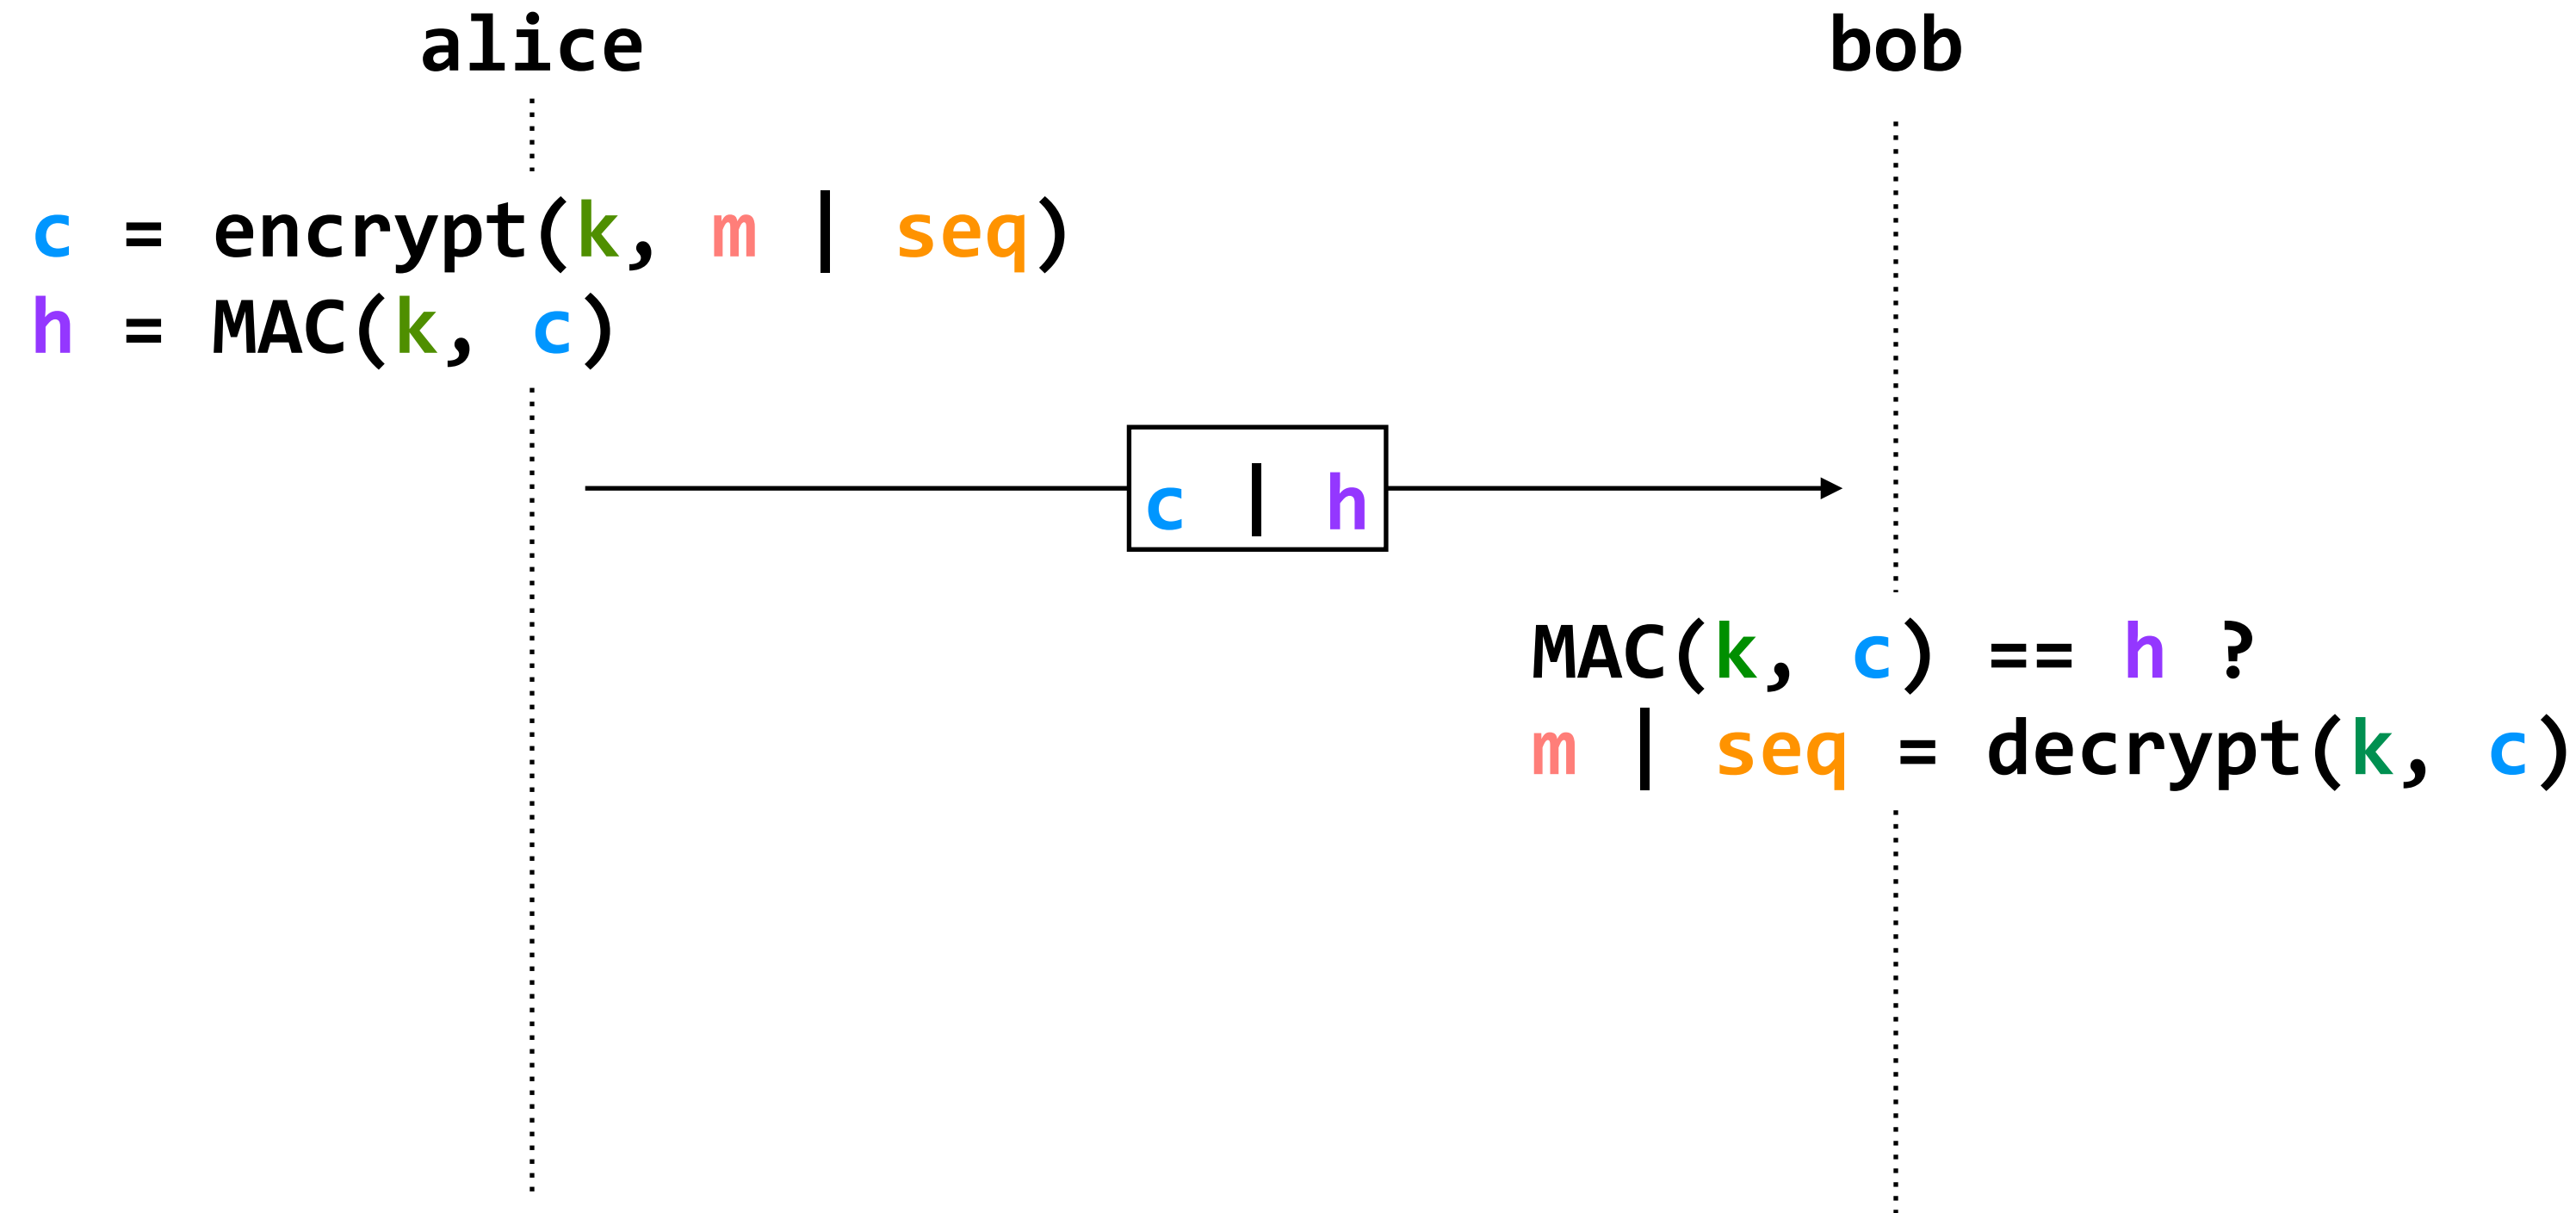 alice
bob
c = encrypt(k, m | seq)
h = MAC(k, c)
c | h
MAC(k, c) == h ?
m | seq = decrypt(k, c)